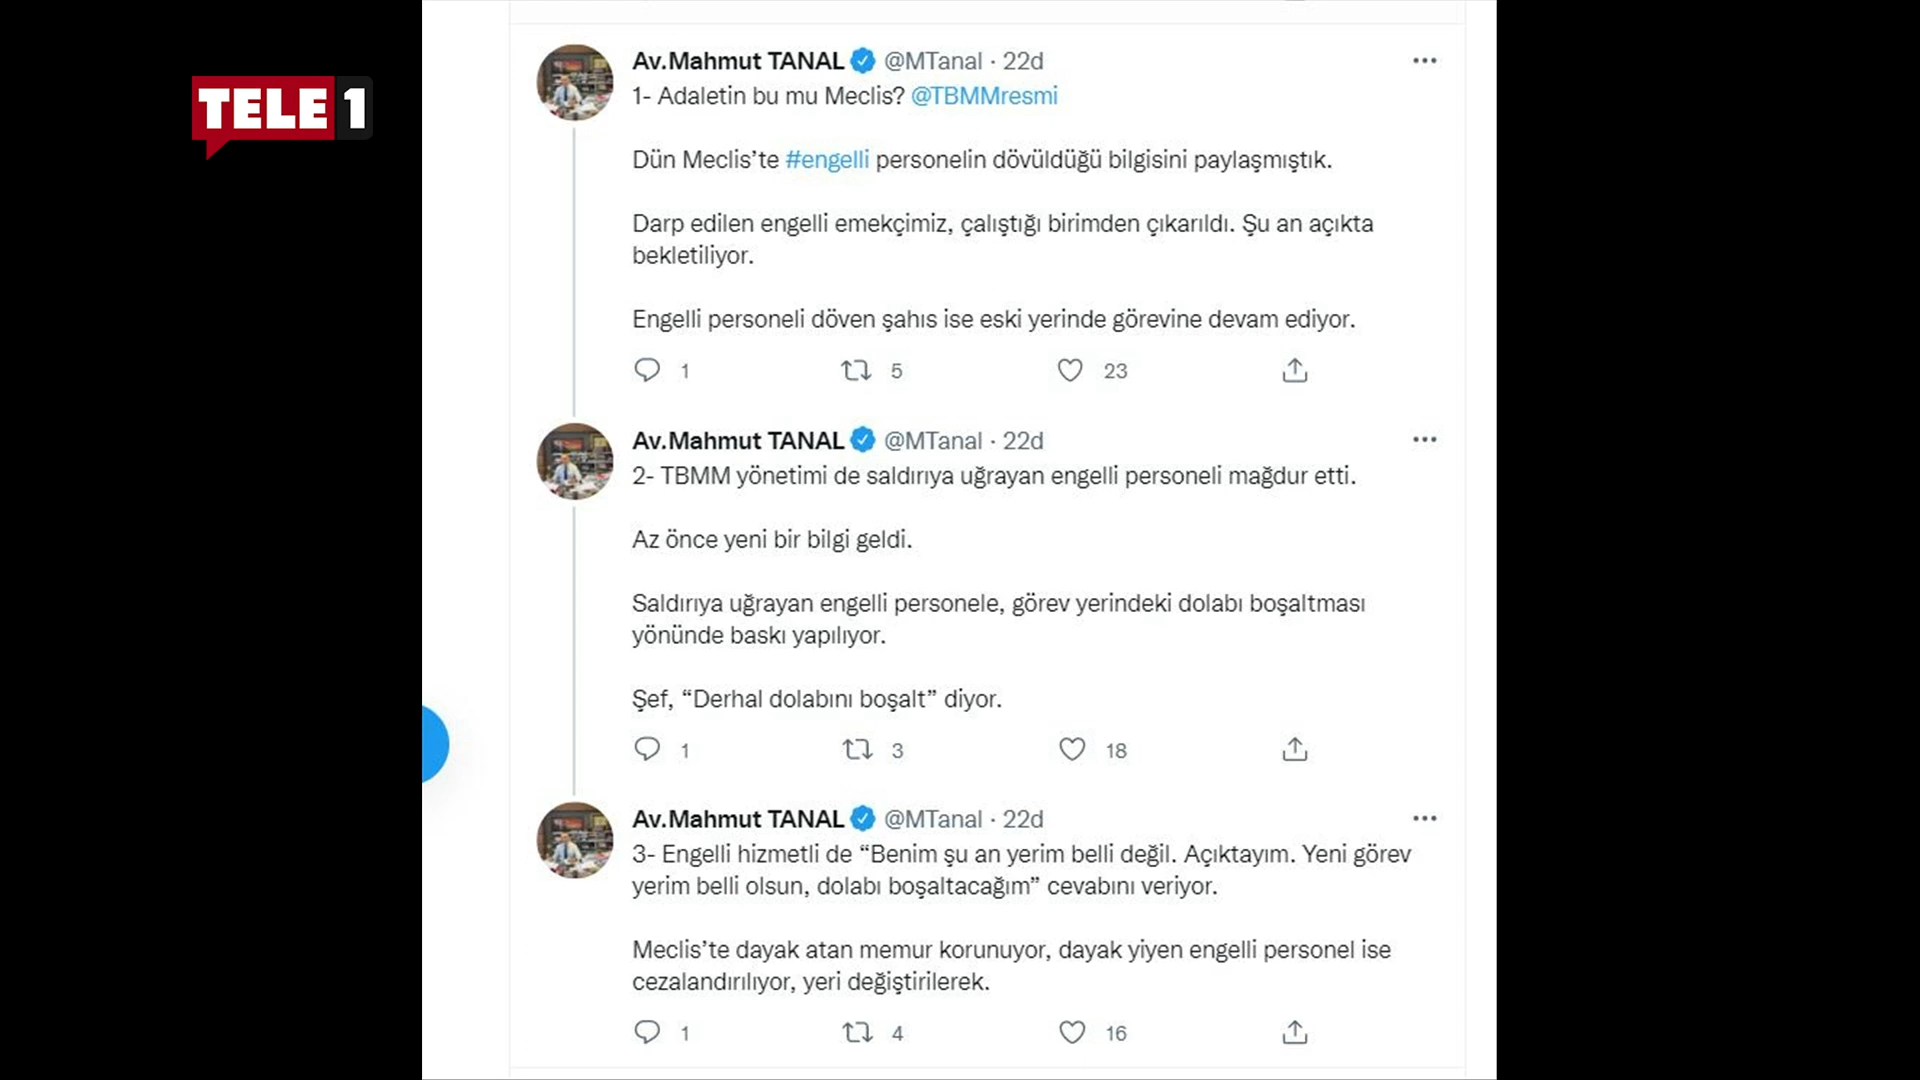 TELE 1
Av.Mahmut TANAL @MTanal · 22d
1- Adaletin bu mu Meclis? @TBMMresmi
Dün Meclis’te #engelli personelin dövüldüğü bilgisini paylaşmıştık.
Darp edilen engelli emekçimiz, çalıştığı birimden çıkarıldı. Şu an açıkta
bekletiliyor.
Engelli personeli döven şahıs ise eski yerinde görevine devam ediyor.
1 5 23
Av.Mahmut TANAL @MTanal · 22d
2- TBMM yönetimi de saldırıya uğrayan engelli personeli mağdur etti.
Az önce yeni bir bilgi geldi.
Saldırıya uğrayan engelli personele, görev yerindeki dolabı boşaltması
yönünde baskı yapılıyor.
Şef, “Derhal dolabını boşalt” diyor.
1 3 18
Av.Mahmut TANAL @MTanal · 22d
3- Engelli hizmetli de “Benim şu an yerim belli değil. Açıktayım. Yeni görev
yerim belli olsun, dolabı boşaltacağım” cevabını veriyor.
Meclis’te dayak atan memur korunuyor, dayak yiyen engelli personel ise
cezalandırılıyor, yeri değiştirilerek.
1 4 16